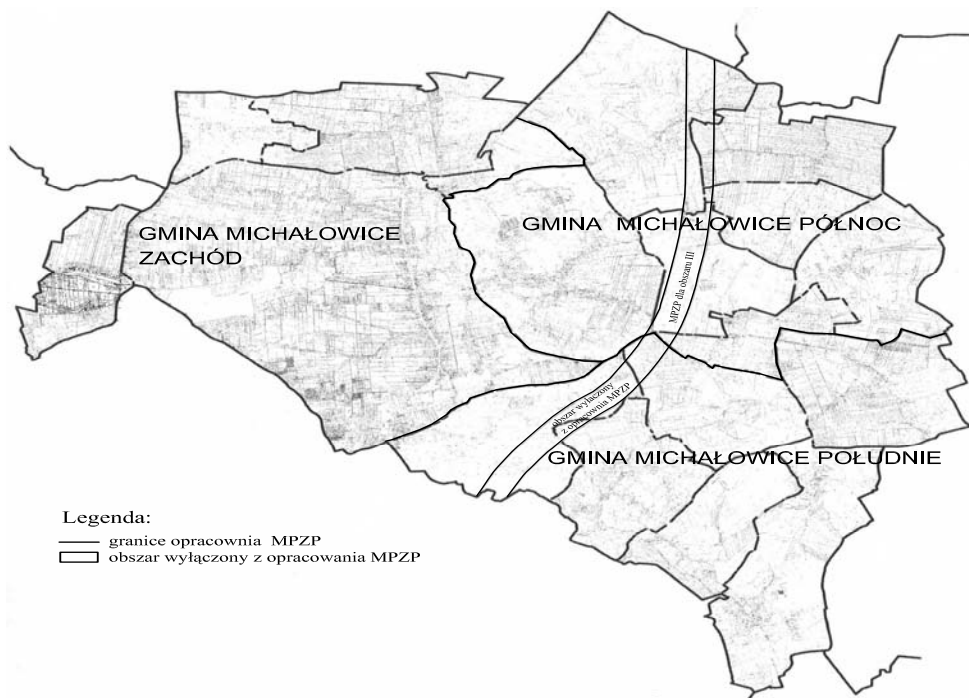 GMINA MICHAŁOWICE
ZACHÓD
GMINA  MICHAŁOWICE PÓŁNOC
MPZP dla obszaru III
obszar wyłączony
z opracowania MPZP
GMINA MICHAŁOWICE POŁUDNIE
Legenda:
granice opracownia  MPZP
obszar wyłączony z opracowania MPZP